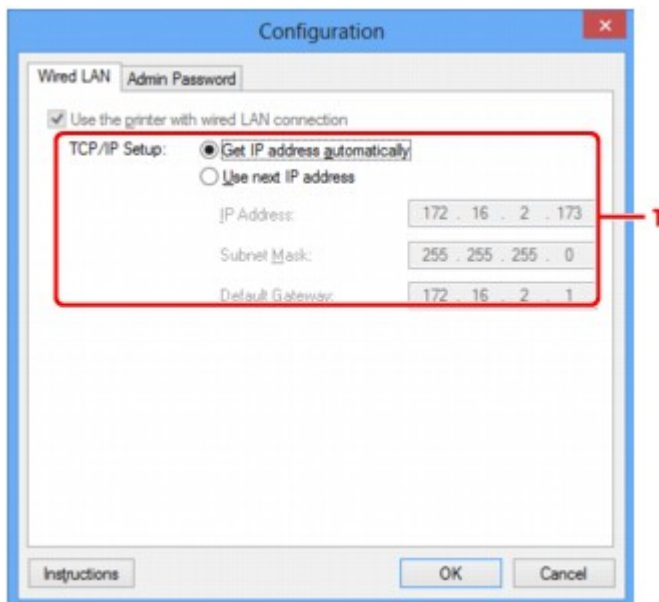 Configuration
Wired LAN Admin Password
Use the printer with wired LAN connection
TCP/IP Setup: Get IP address automatically
Use next IP address
IP Address: 172 . 16 . 2 . 173
1
Subnet Mask: 255 . 255 . 255 . 0
Default Gateway: 172 . 16 . 2 . 1
Instructions OK Cancel